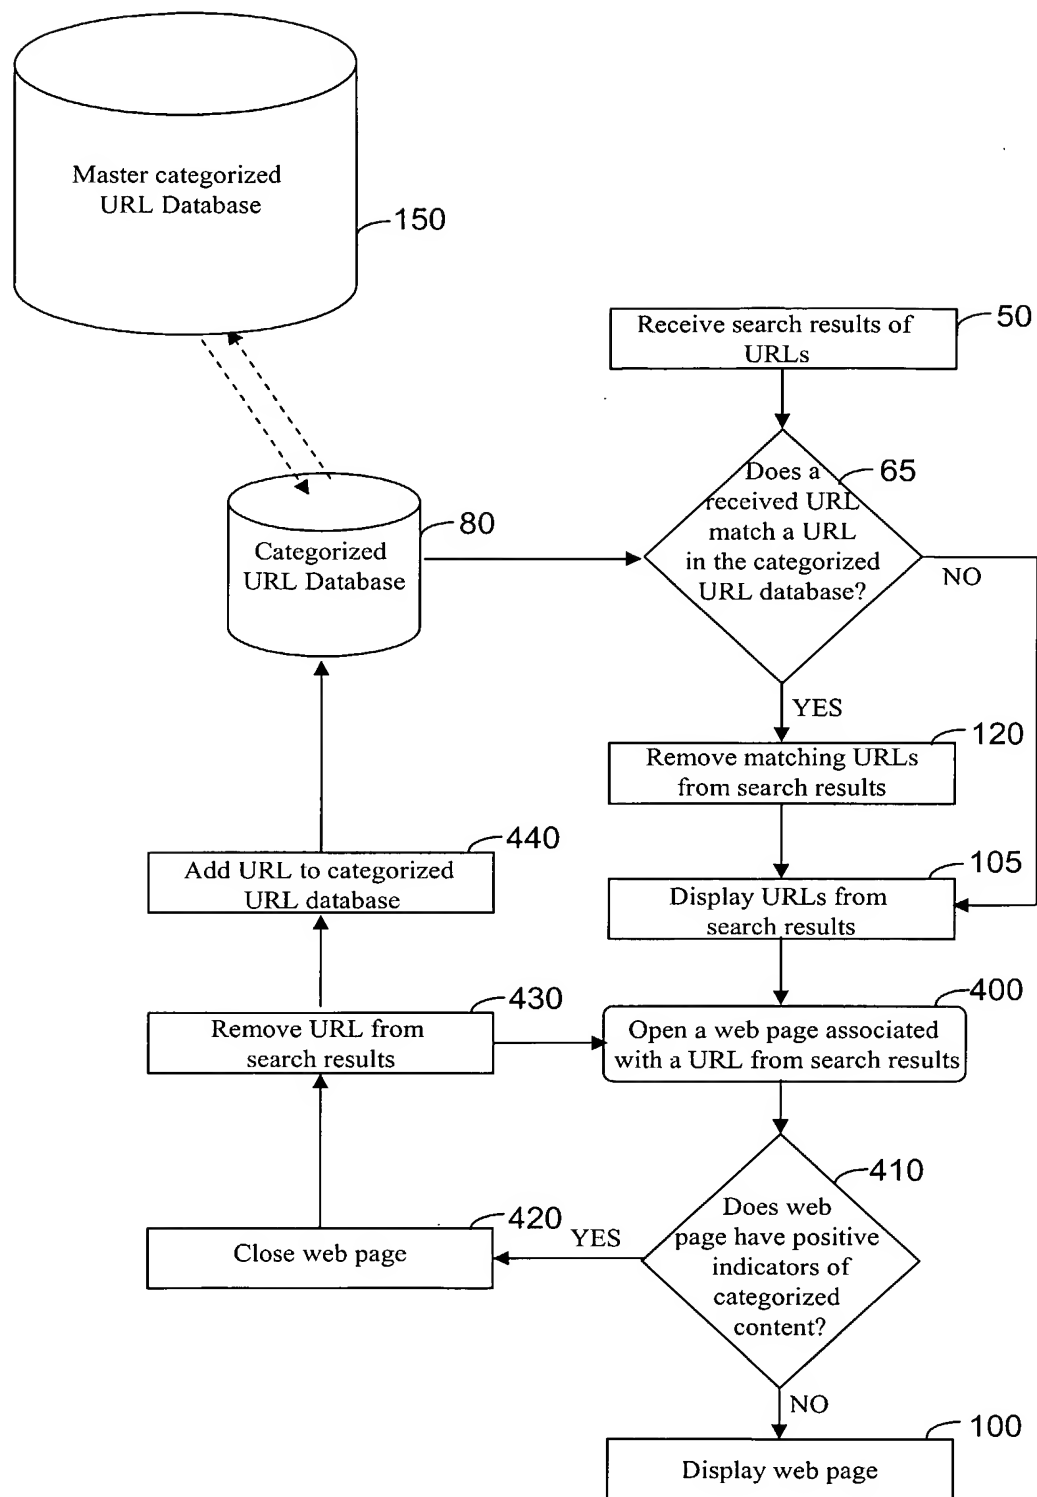 Master categorized
URL Database
150
Receive search results of
URLs
50
Does a
received URL
match a URL
in the categorized
URL database?
65
NO
Categorized
URL Database
80
YES
Remove matching URLs
from search results
120
Add URL to categorized
URL database
440
Display URLs from
search results
105
Remove URL from
search results
430
Open a web page associated
with a URL from search results
400
Does web
page have positive
indicators of
categorized
content?
410
YES
Close web page
420
NO
Display web page
100